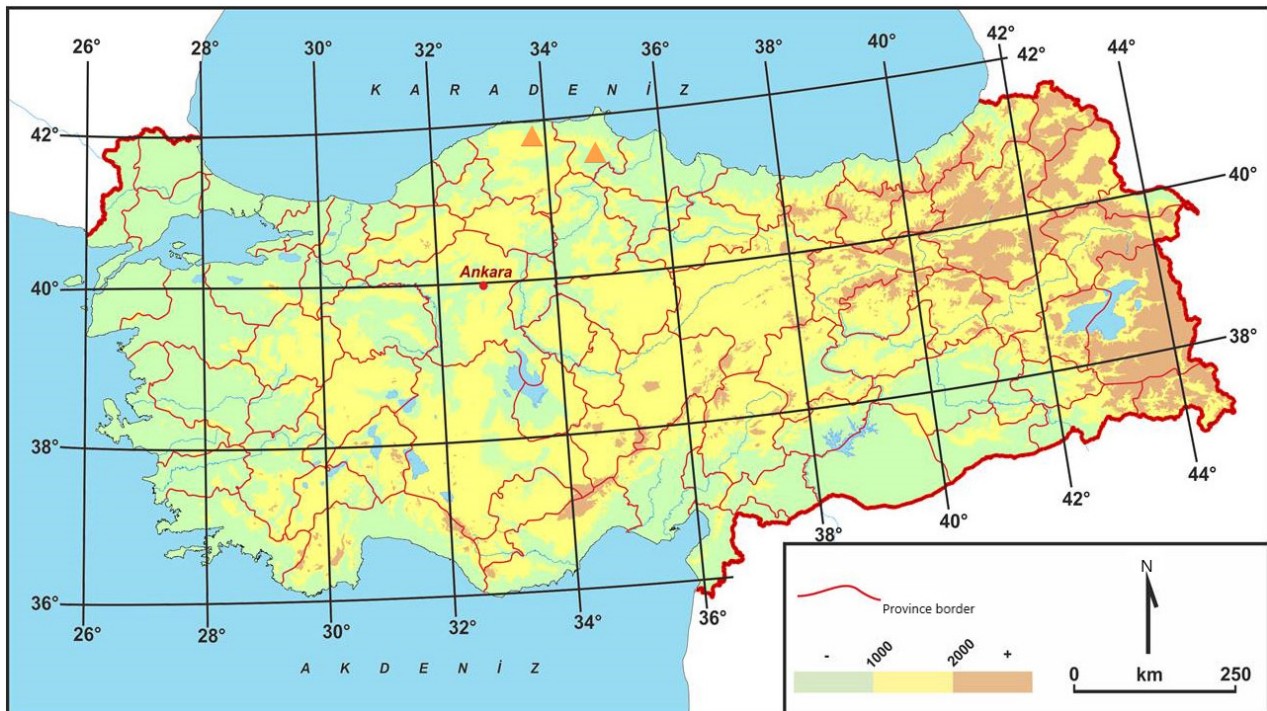 26° 28° 30° 32° 34° 36° 38° 40° 42° 44°
42°
K A R A D E N İ Z
42°
40°
Ankara
40°
38°
38°
36°
44°
42°
40°
38°
36°
26° 28° 30° 32° 34°
A K D E N İ Z
Province border
N
- 1000 2000 +
0 km 250